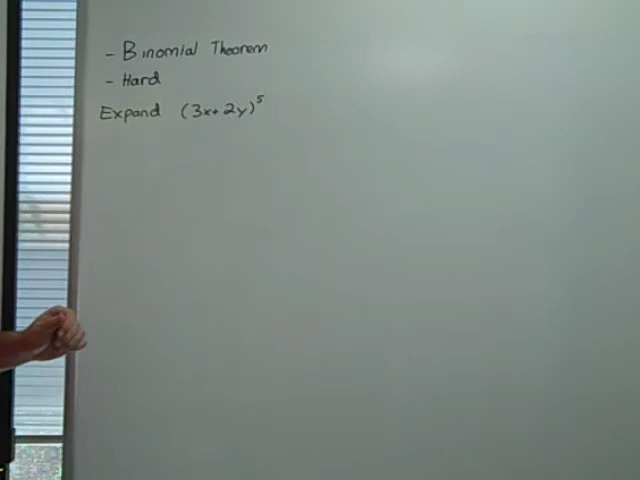 - Binomial Theorem
- Hard
Expand (3x+2y)⁵